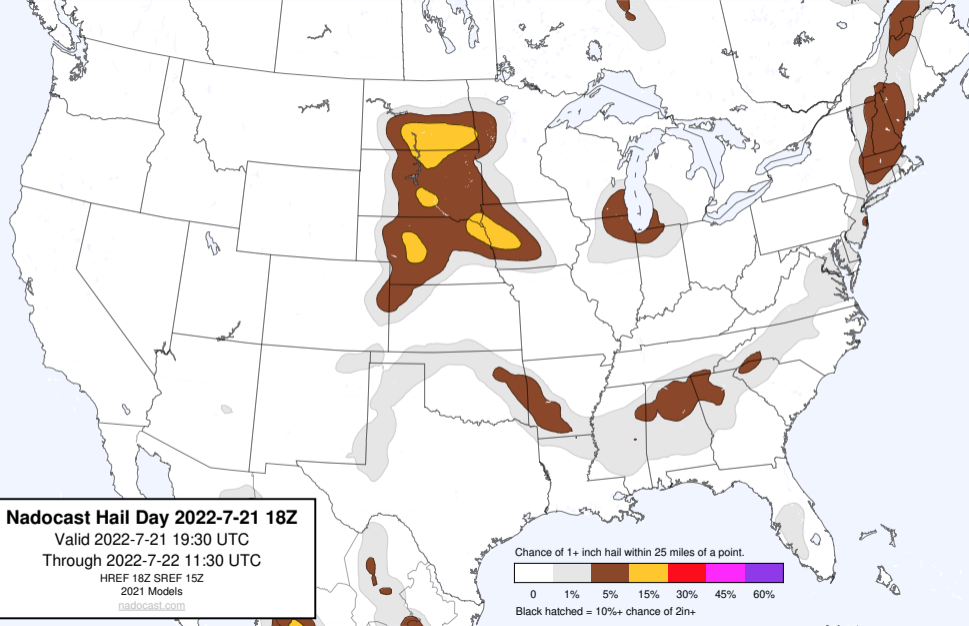 Nadocast Hail Day 2022-7-21 18Z
Valid 2022-7-21 19:30 UTC
Through 2022-7-22 11:30 UTC
HREF 18Z SREF 15Z
2021 Models
nadocast.com
Chance of 1+ inch hail within 25 miles of a point.
0 1% 5% 15% 30% 45% 60%
Black hatched = 10%+ chance of 2in+